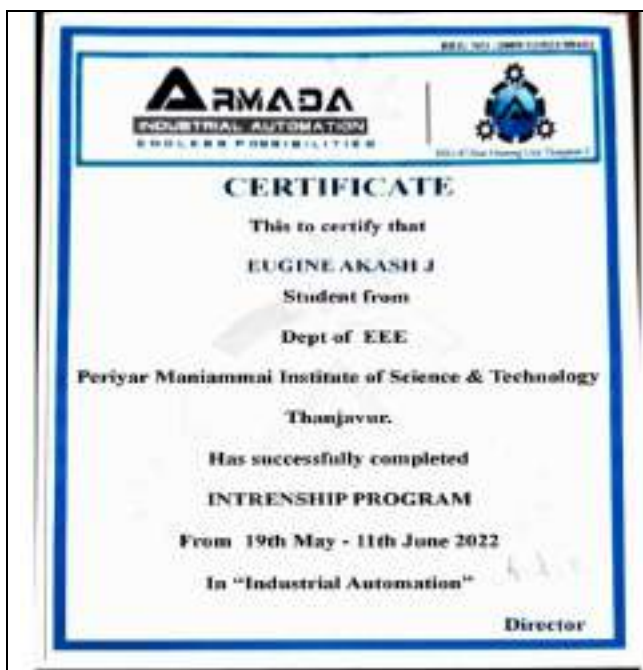 ARMADA
INDUSTRIAL AUTOMATION
ENDLESS POSSIBILITIES
CERTIFICATE
This to certify that
EUGINE AKASH J
Student from
Dept of EEE
Periyar Maniammai Institute of Science & Technology
Thanjavur.
Has successfully completed
INTRENSHIP PROGRAM
From 19th May - 11th June 2022
In “Industrial Automation”
Director